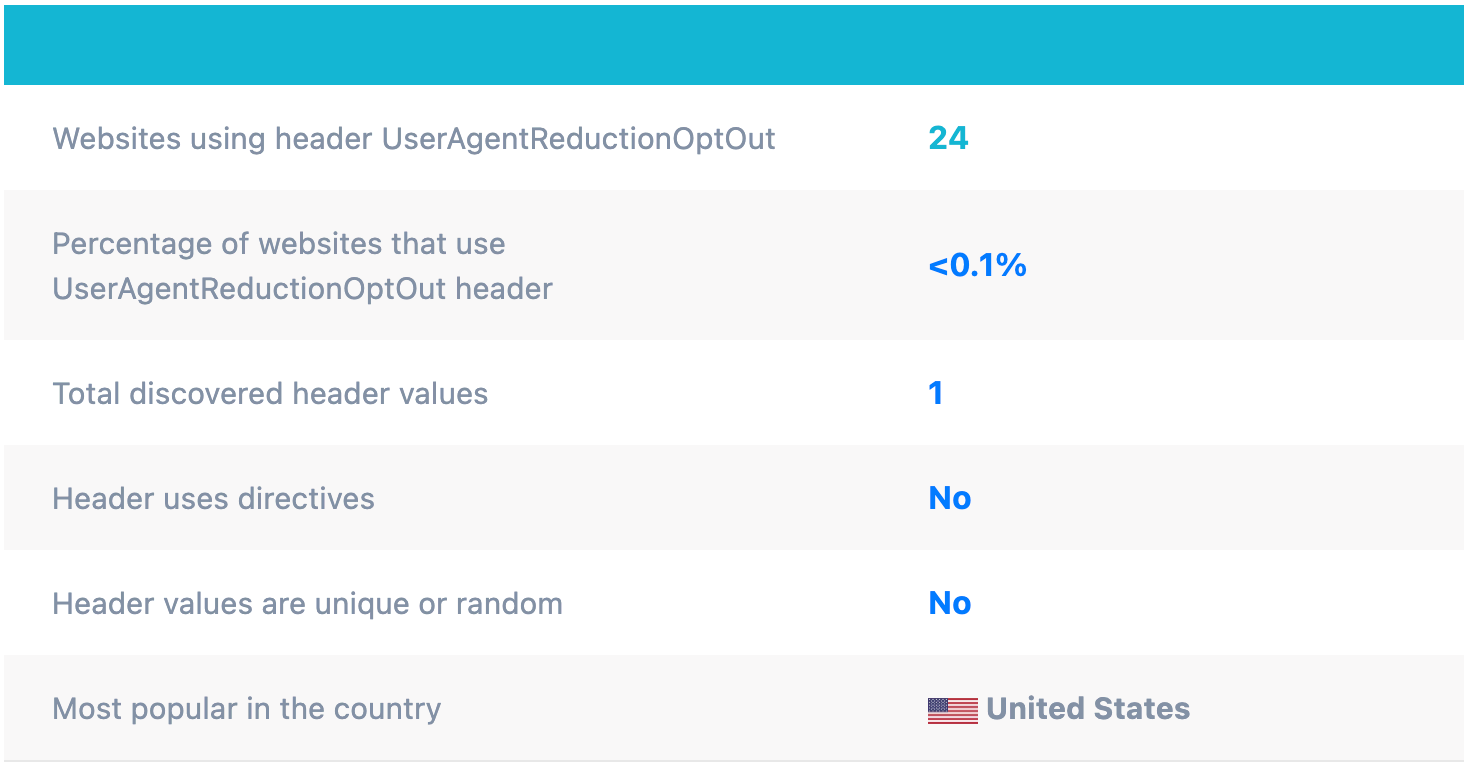 Websites using header UserAgentReductionOptOut 24
Percentage of websites that use
UserAgentReductionOptOut header
<0.1%
Total discovered header values 1
Header uses directives No
Header values are unique or random No
Most popular in the country United States